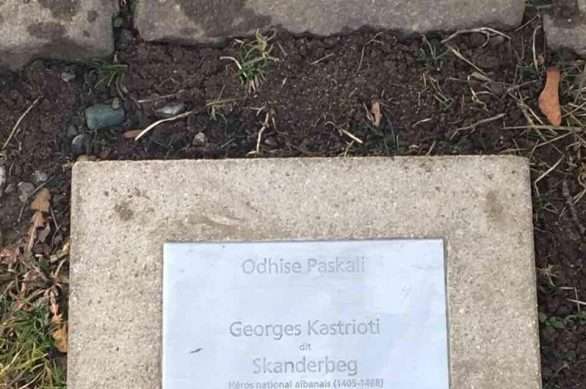 Odhise Paskali
Georges Kastrioti
dit
Skanderbeg
Héros national albanais (1405-1468)